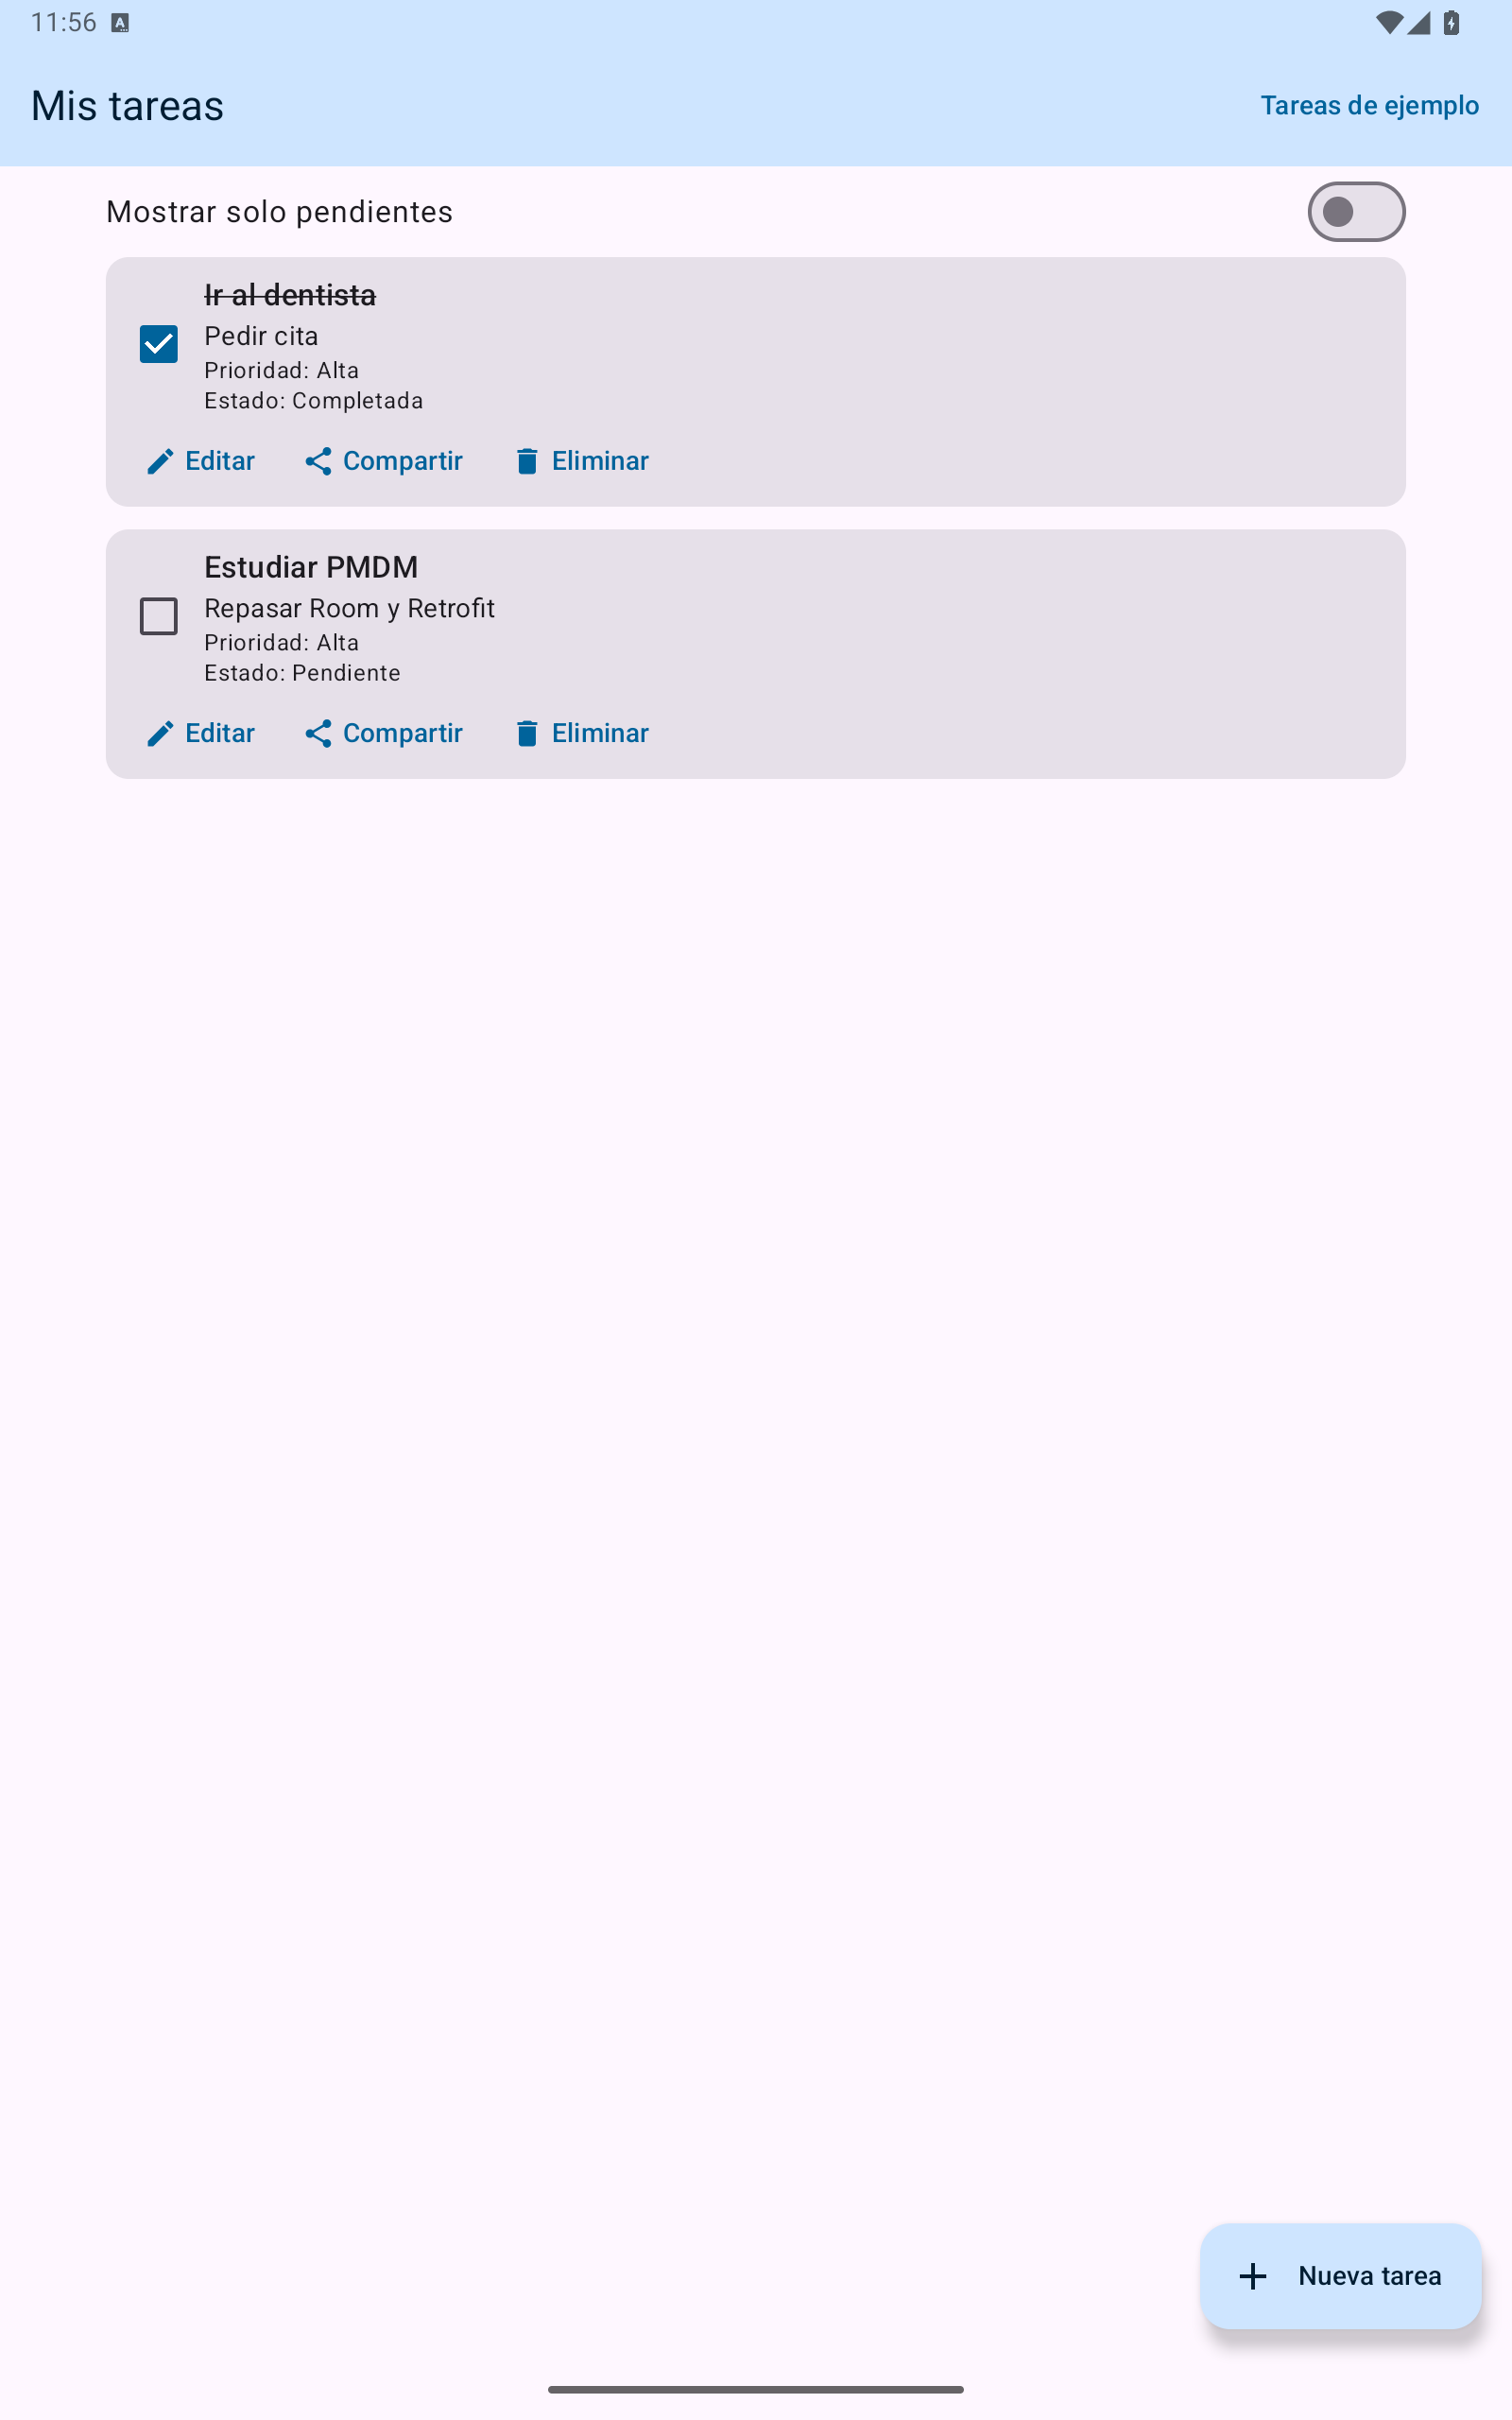 11:56
Mis tareas
Tareas de ejemplo
Mostrar solo pendientes
Ir al dentista
Pedir cita
Prioridad: Alta
Estado: Completada
Editar Compartir Eliminar
Estudiar PMDM
Repasar Room y Retrofit
Prioridad: Alta
Estado: Pendiente
Editar Compartir Eliminar
Nueva tarea